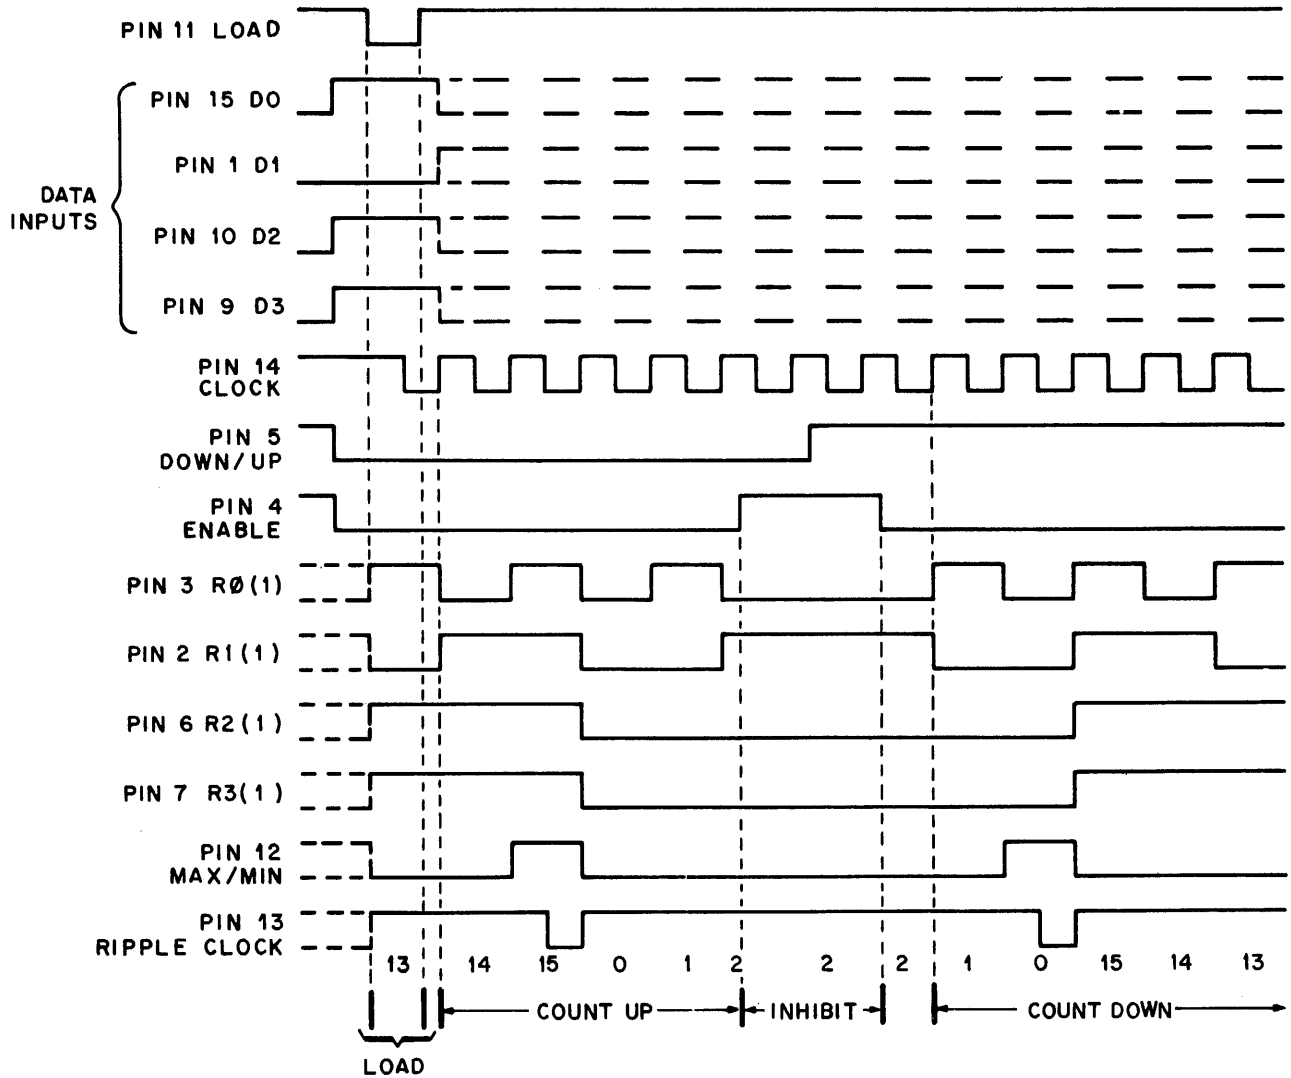 PIN 11 LOAD
PIN 15 D0
PIN 1 D1
DATA
INPUTS
PIN 10 D2
PIN 9 D3
PIN 14
CLOCK
PIN 5
DOWN/UP
PIN 4
ENABLE
PIN 3 RØ(1)
PIN 2 R1(1)
PIN 6 R2(1)
PIN 7 R3(1)
PIN 12
MAX/MIN
PIN 13
RIPPLE CLOCK
13 14 15 0 1 2 2 2 1 0 15 14 13
COUNT UP INHIBIT COUNT DOWN
LOAD